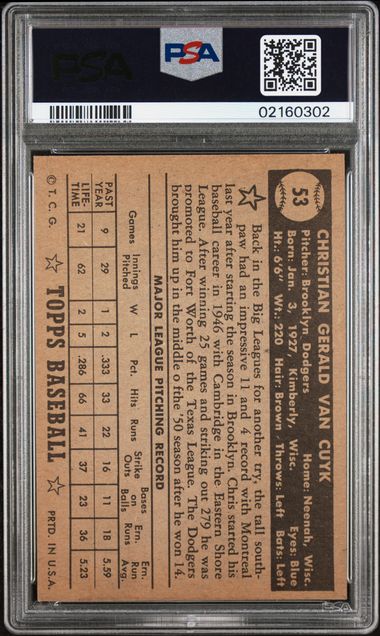 PSA
PSA
02160302
53
CHRISTIAN GERALD VAN CUYK
Pitcher: Brooklyn Dodgers Home: Neenah, Wisc.
Born: Jan. 3, 1927, Kimberly, Wisc. Eyes: Blue
Ht.: 6'6" Wt.: 220 Hair: Brown Throws: Left Bats: Left
Back in the Big Leagues for another try, the tall south-
paw had an impressive 11 and 4 record with Montreal
last year after starting the season in Brooklyn. Chris started his
baseball career in 1946 with Cambridge in the Eastern Shore
League. After winning 25 games and striking out 279 he was
promoted to Fort Worth of the Texas League. The Dodgers
brought him up in the middle o fthe '50 season after he won 14.
MAJOR LEAGUE PITCHING RECORD
Games Innings Pitched W L Pct. Hits Runs Strike Outs Bases on Balls Ern. Runs Ern. Run Avg.
PAST YEAR 9 29 1 2 .333 33 22 16 11 18 5.59
LIFE-TIME 21 62 2 5 .286 66 41 37 23 36 5.23
© T. C. G. TOPPS BASEBALL PRTD. IN U.S.A.
PSA